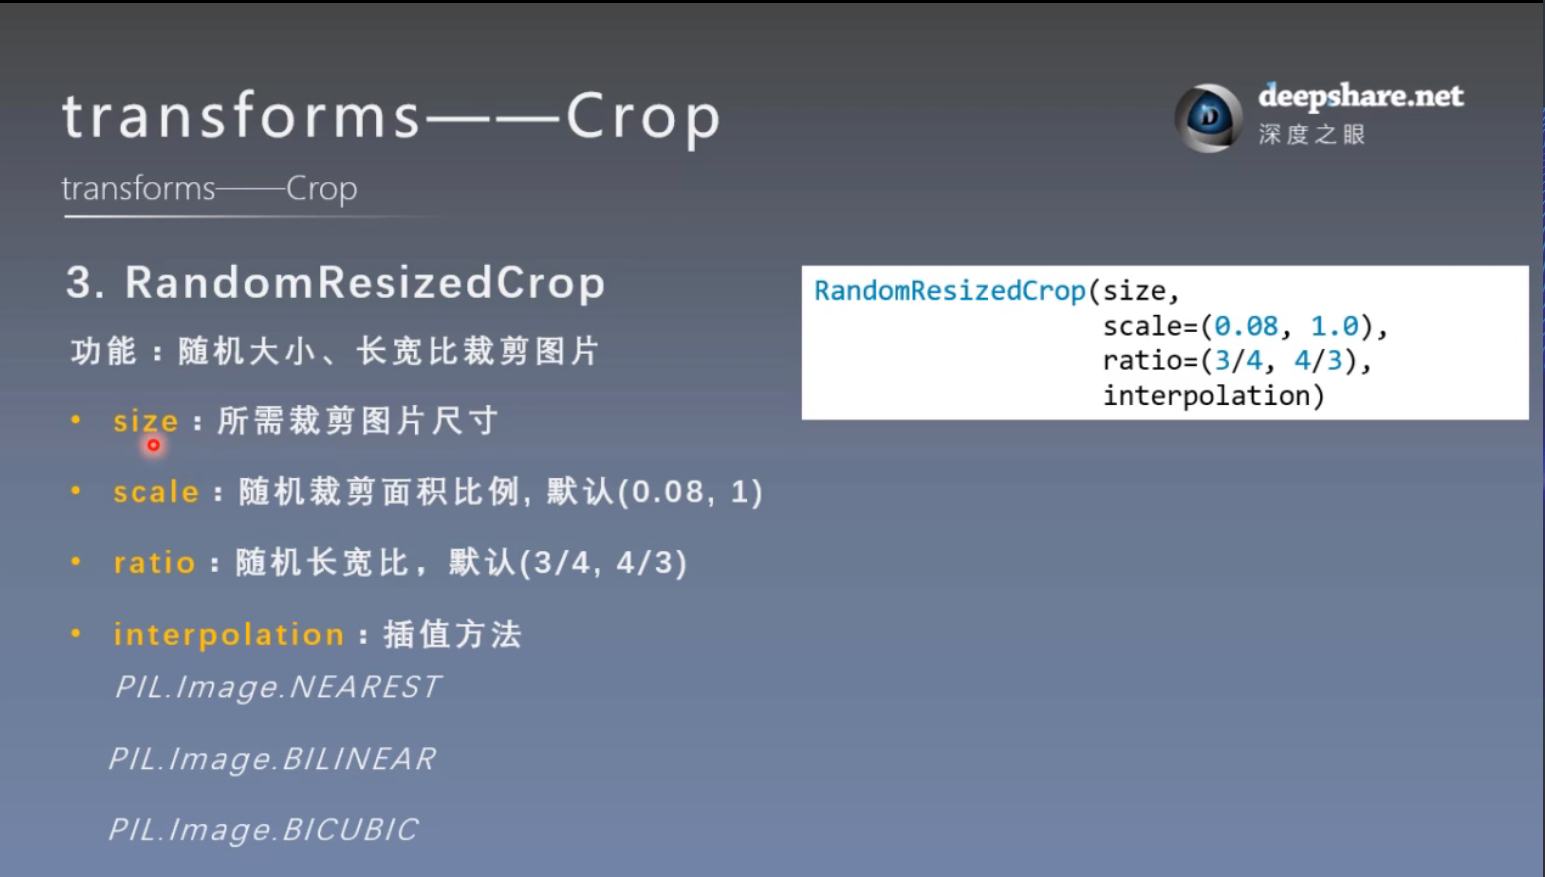 transforms——Crop
deepshare.net
深度之眼
transforms——Crop
3. RandomResizedCrop
功能：随机大小、长宽比裁剪图片
• size：所需裁剪图片尺寸
• scale：随机裁剪面积比例, 默认(0.08, 1)
• ratio：随机长宽比，默认(3/4, 4/3)
• interpolation：插值方法
PIL.Image.NEAREST
PIL.Image.BILINEAR
PIL.Image.BICUBIC
RandomResizedCrop(size,
scale=(0.08, 1.0),
ratio=(3/4, 4/3),
interpolation)